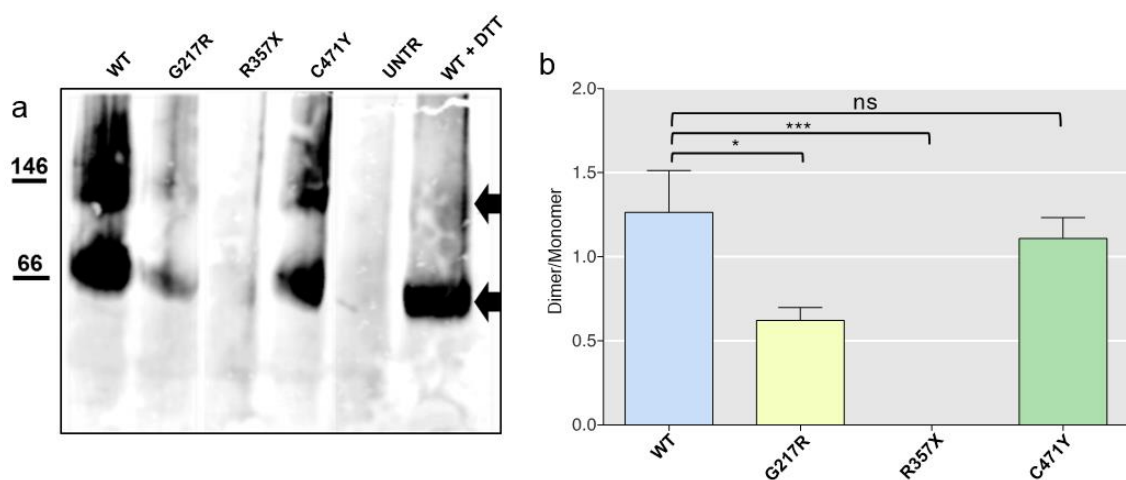 a
WT
G217R
R357X
C471Y
UNTR
WT + DTT
146
66
b
Dimer/Monomer
2.0
1.5
1.0
0.5
0.0
ns
***
*
WT
G217R
R357X
C471Y